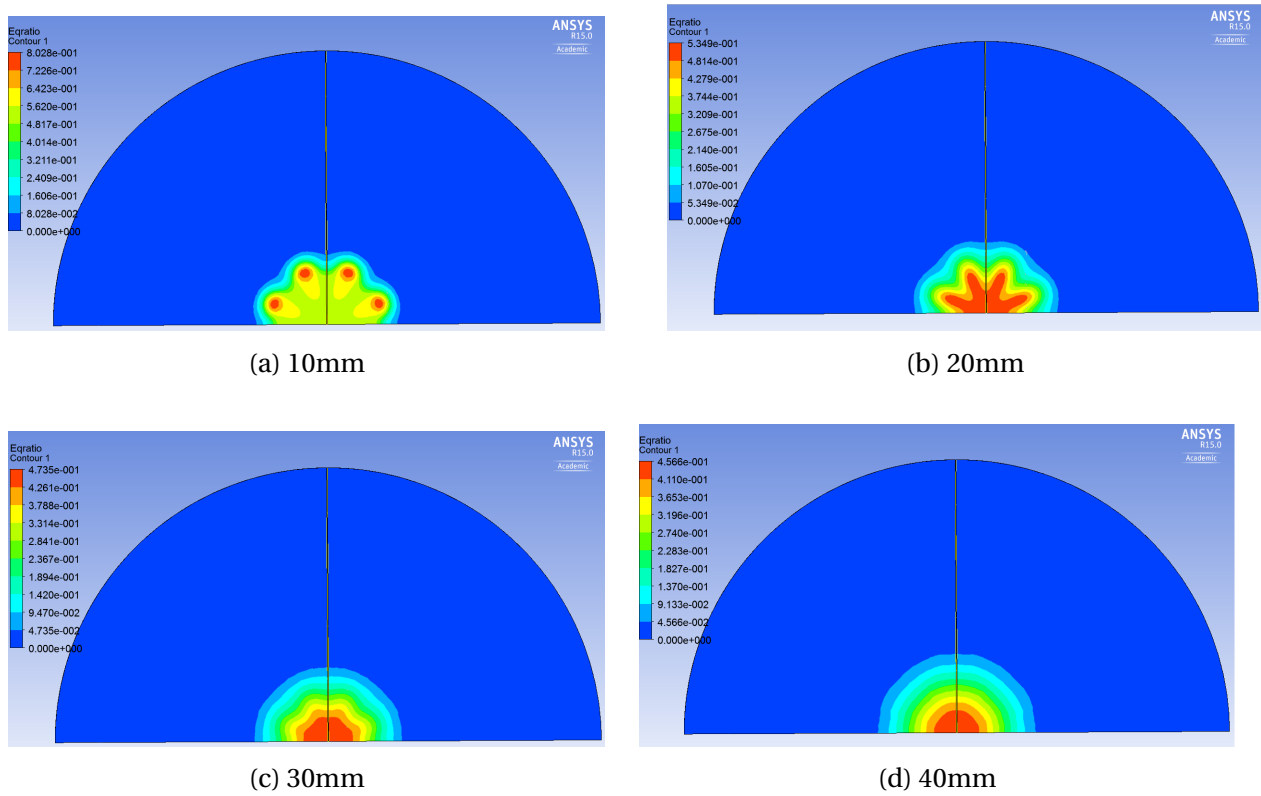 Eqratio
Contour 1
8.028e-001
7.226e-001
6.423e-001
5.620e-001
4.817e-001
4.014e-001
3.211e-001
2.409e-001
1.606e-001
8.028e-002
0.000e+000
ANSYS
R15.0
Academic
(a) 10mm
Eqratio
Contour 1
5.349e-001
4.814e-001
4.279e-001
3.744e-001
3.209e-001
2.675e-001
2.140e-001
1.605e-001
1.070e-001
5.349e-002
0.000e+000
ANSYS
R15.0
Academic
(b) 20mm
Eqratio
Contour 1
4.735e-001
4.261e-001
3.788e-001
3.314e-001
2.841e-001
2.367e-001
1.894e-001
1.420e-001
9.470e-002
4.735e-002
0.000e+000
ANSYS
R15.0
Academic
(c) 30mm
Eqratio
Contour 1
4.566e-001
4.110e-001
3.653e-001
3.196e-001
2.740e-001
2.283e-001
1.827e-001
1.370e-001
9.133e-002
4.566e-002
0.000e+000
ANSYS
R15.0
Academic
(d) 40mm